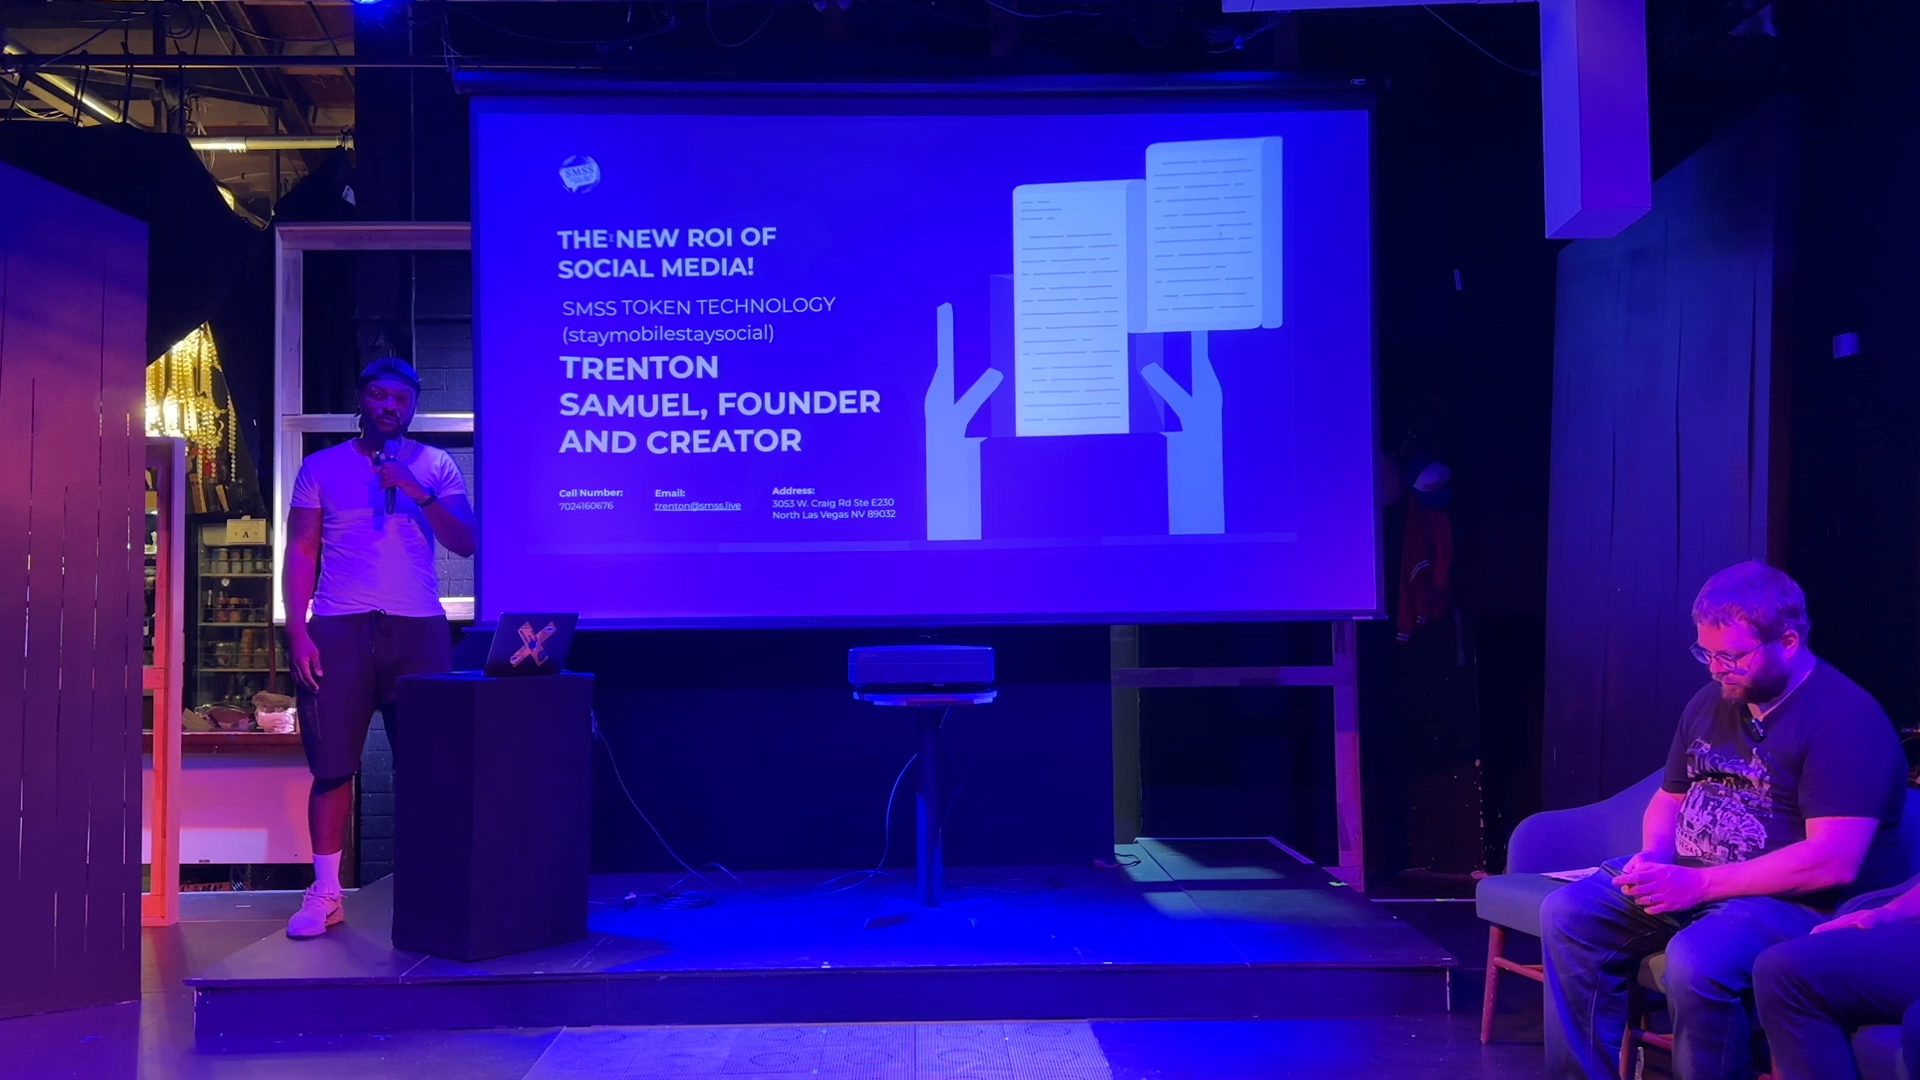 SMSS
THE NEW ROI OF
SOCIAL MEDIA!
SMSS TOKEN TECHNOLOGY
(staymobilestaysocial)
TRENTON
SAMUEL, FOUNDER
AND CREATOR
Cell Number:
7024160676
Email:
trenton@smss.live
Address:
3053 W. Craig Rd Ste E230
North Las Vegas NV 89032
A
X